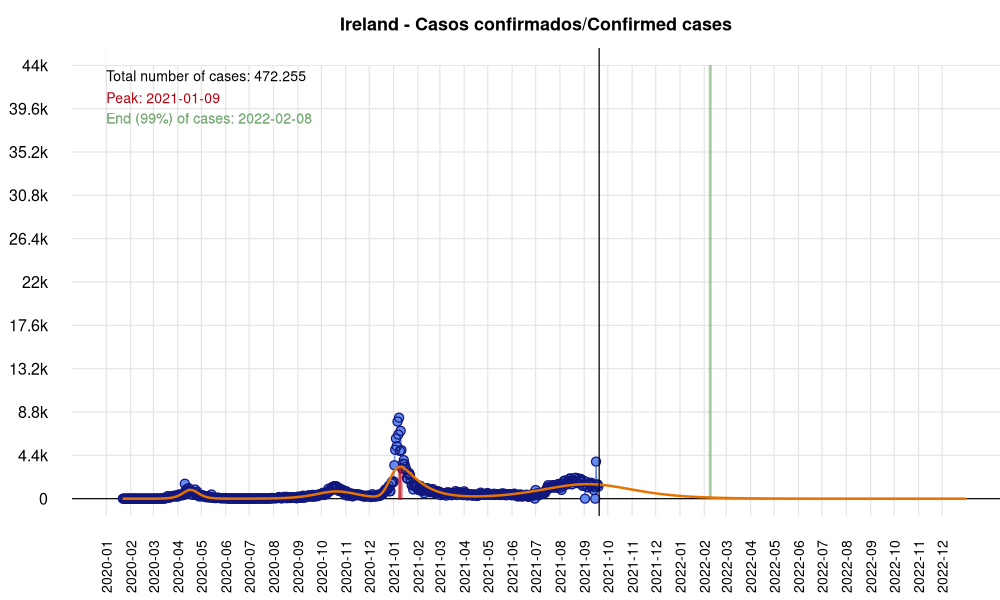 Ireland - Casos confirmados/Confirmed cases
Total number of cases: 472.255
Peak: 2021-01-09
End (99%) of cases: 2022-02-08
44k
39.6k
35.2k
30.8k
26.4k
22k
17.6k
13.2k
8.8k
4.4k
0
2020-01
2020-02
2020-03
2020-04
2020-05
2020-06
2020-07
2020-08
2020-09
2020-10
2020-11
2020-12
2021-01
2021-02
2021-03
2021-04
2021-05
2021-06
2021-07
2021-08
2021-09
2021-10
2021-11
2021-12
2022-01
2022-02
2022-03
2022-04
2022-05
2022-06
2022-07
2022-08
2022-09
2022-10
2022-11
2022-12